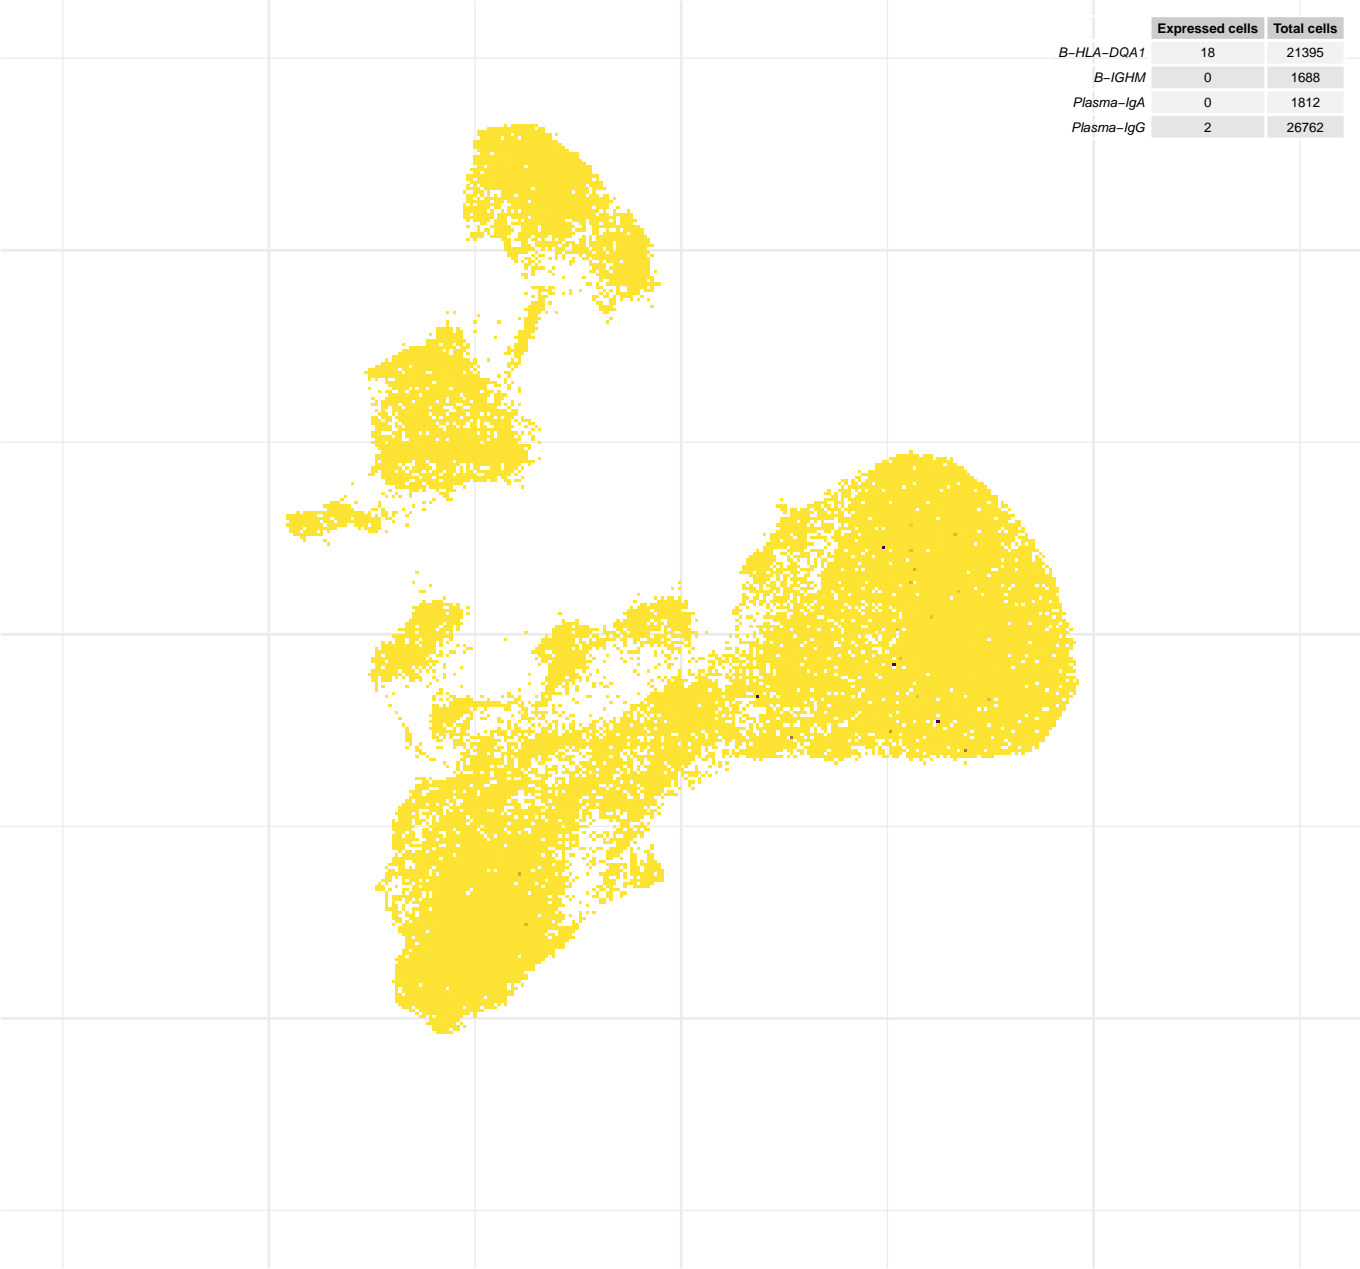 Expressed cells Total cells
B−HLA−DQA1 18 21395
B−IGHM 0 1688
Plasma−IgA 0 1812
Plasma−IgG 2 26762